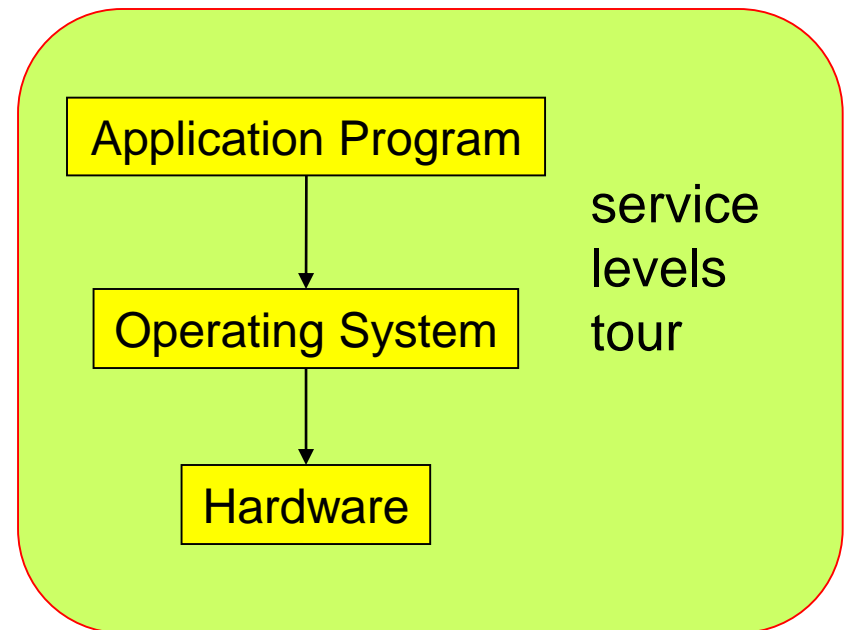 Application Program
service
levels
tour
Operating System
Hardware